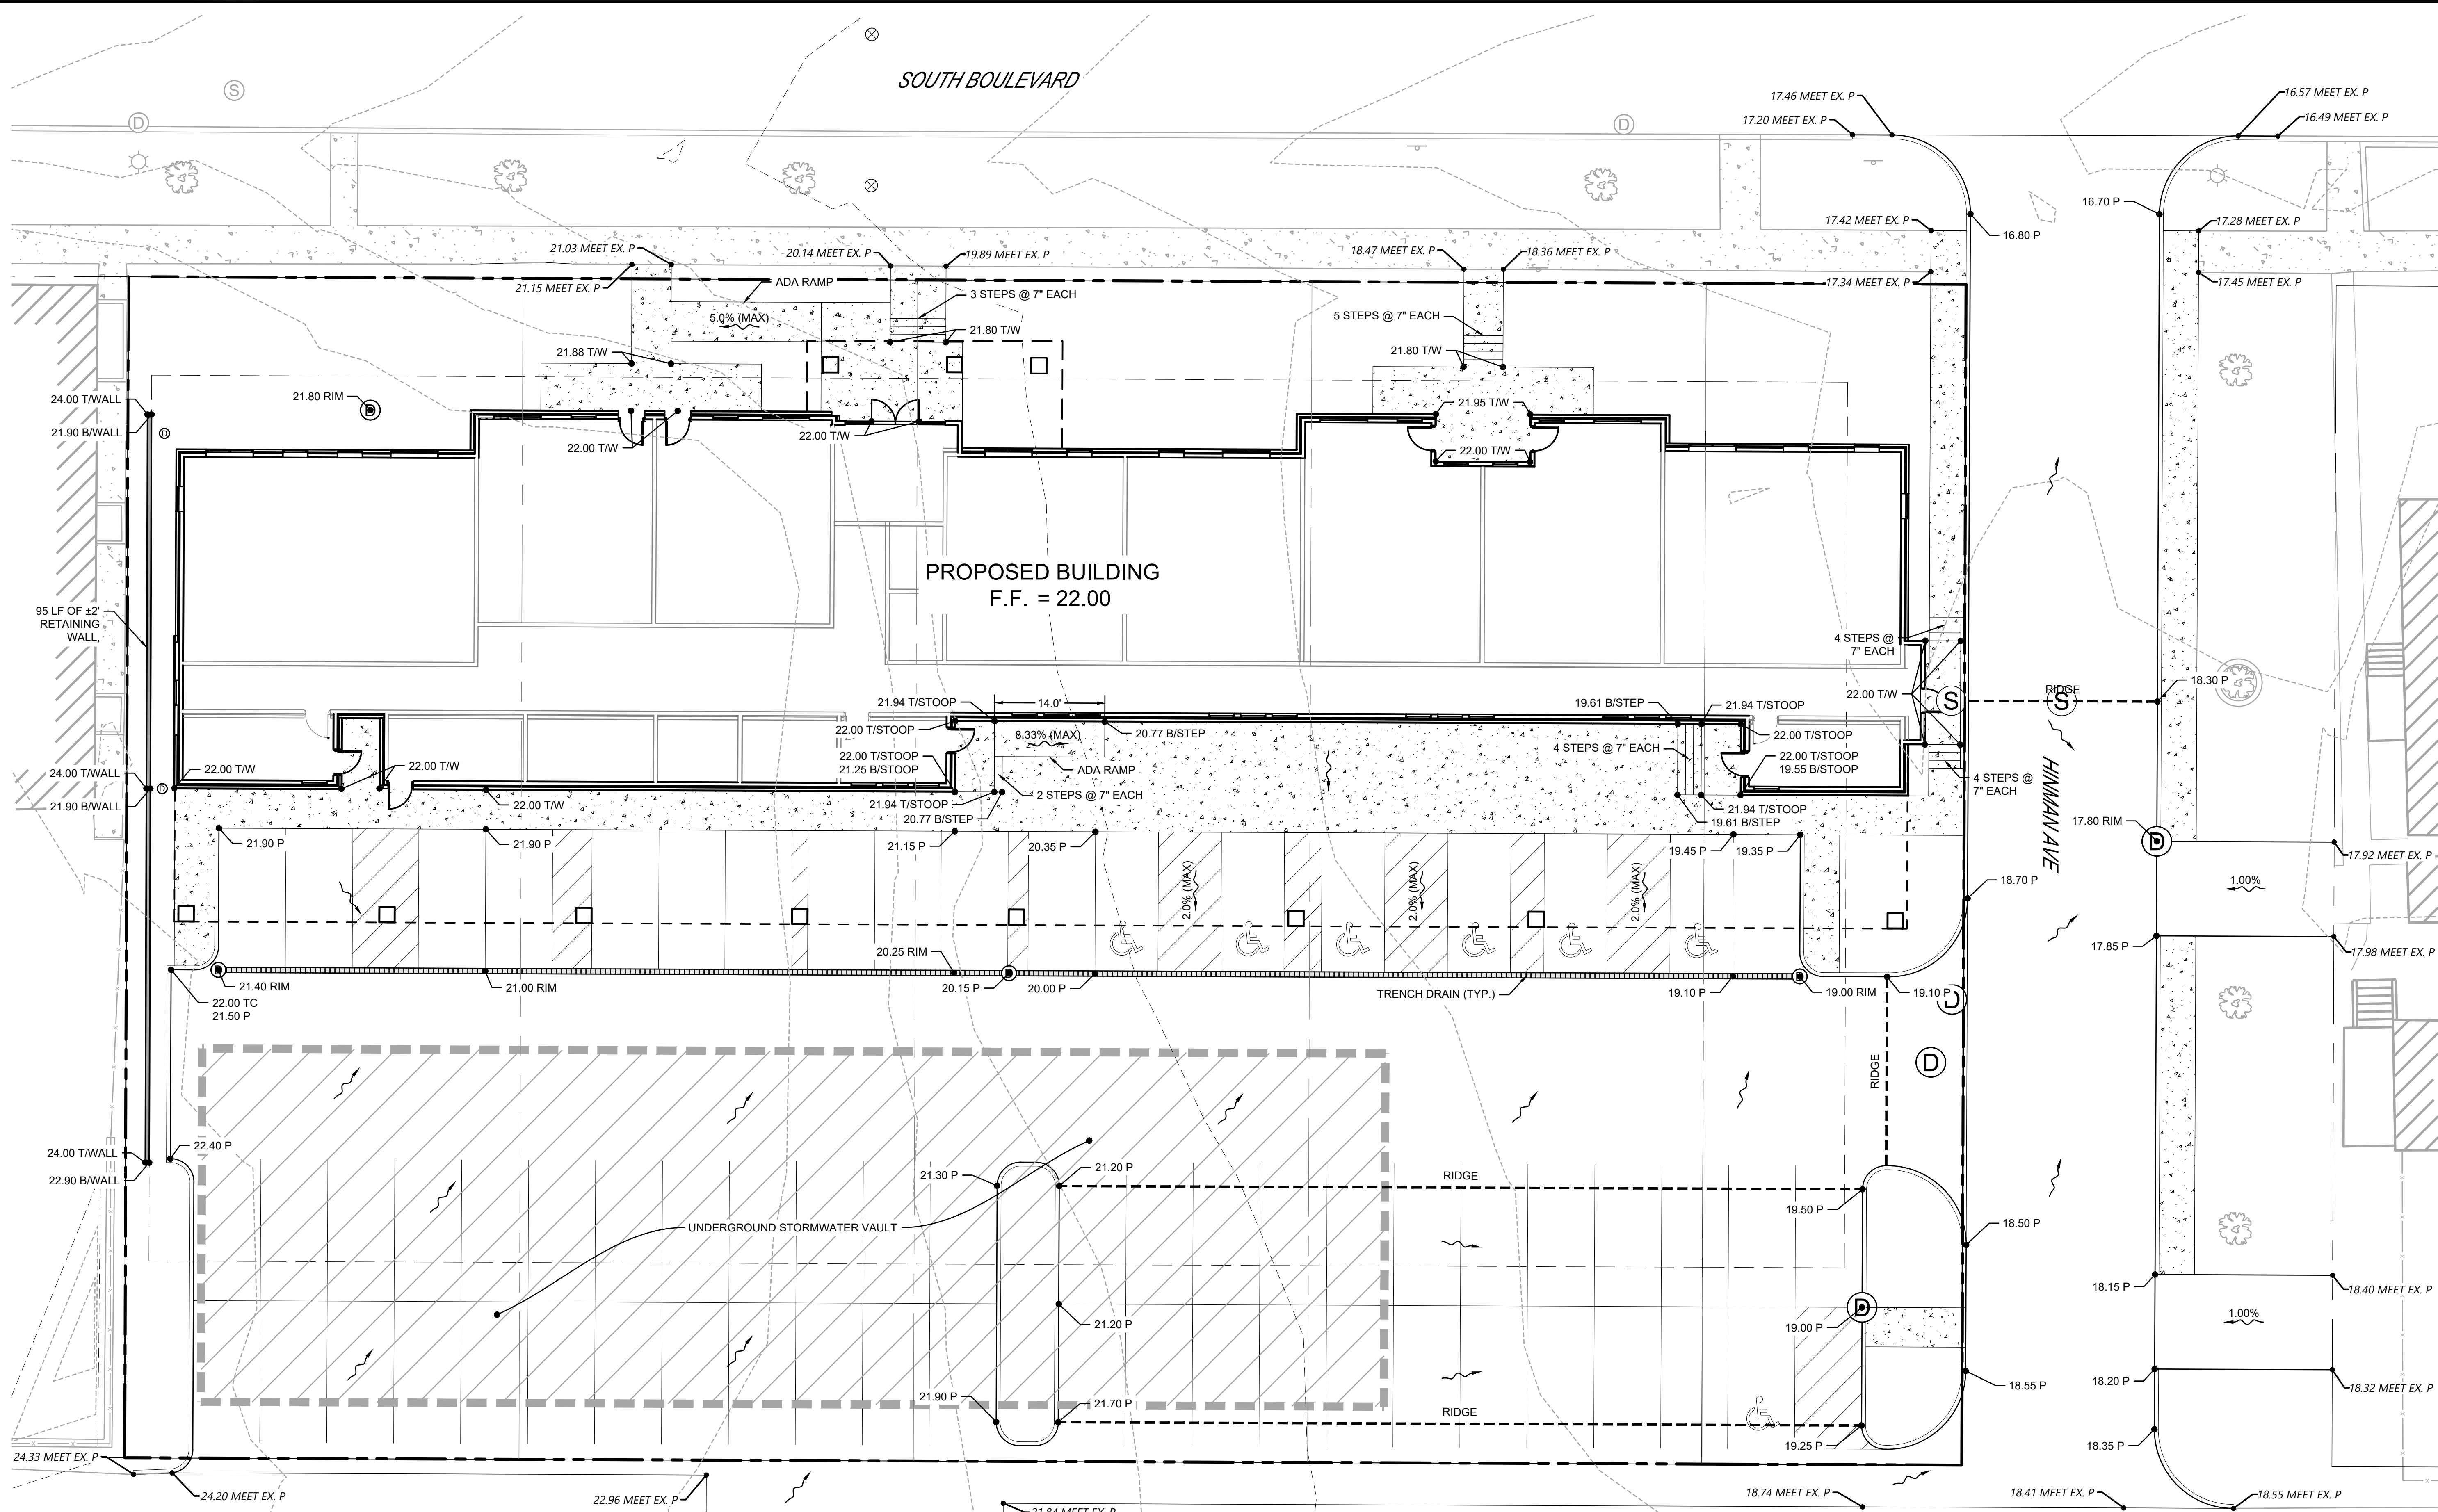 SOUTH BOULEVARD
17.46 MEET EX. P
17.20 MEET EX. P
16.57 MEET EX. P
16.49 MEET EX. P
S
D
D
16.70 P
17.42 MEET EX. P
17.28 MEET EX. P
16.80 P
21.03 MEET EX. P
20.14 MEET EX. P
19.89 MEET EX. P
18.47 MEET EX. P
18.36 MEET EX. P
21.15 MEET EX. P
ADA RAMP
17.34 MEET EX. P
17.45 MEET EX. P
3 STEPS @ 7" EACH
5.0% (MAX)
5 STEPS @ 7" EACH
21.80 T/W
21.88 T/W
21.80 T/W
24.00 T/WALL
21.80 RIM
D
21.95 T/W
21.90 B/WALL
D
22.00 T/W
22.00 T/W
22.00 T/W
PROPOSED BUILDING
F.F. = 22.00
95 LF OF ±2'
RETAINING
WALL,
4 STEPS @
7" EACH
22.00 T/W
S
S
RIDGE
18.30 P
21.94 T/STOOP
14.0'
19.61 B/STEP
21.94 T/STOOP
22.00 T/STOOP
8.33% (MAX)
20.77 B/STEP
22.00 T/STOOP
22.00 T/STOOP
21.25 B/STOOP
4 STEPS @ 7" EACH
22.00 T/STOOP
19.55 B/STOOP
ADA RAMP
24.00 T/WALL
22.00 T/W
22.00 T/W
4 STEPS @
7" EACH
HINMAN AVE
21.90 B/WALL
D
22.00 T/W
21.94 T/STOOP
2 STEPS @ 7" EACH
21.94 T/STOOP
20.77 B/STEP
19.61 B/STEP
17.80 RIM
D
21.90 P
21.90 P
21.15 P
20.35 P
19.45 P
19.35 P
17.92 MEET EX. P
2.0% (MAX)
2.0% (MAX)
2.0% (MAX)
18.70 P
1.00%
17.85 P
17.98 MEET EX. P
20.25 RIM
D
D
D
21.40 RIM
21.00 RIM
20.15 P
20.00 P
TRENCH DRAIN (TYP.)
19.10 P
19.00 RIM
19.10 P
D
22.00 TC
21.50 P
D
RIDGE
22.40 P
24.00 T/WALL
22.90 B/WALL
21.30 P
21.20 P
RIDGE
19.50 P
18.50 P
UNDERGROUND STORMWATER VAULT
18.15 P
18.40 MEET EX. P
D
21.20 P
19.00 P
1.00%
18.55 P
18.20 P
18.32 MEET EX. P
21.90 P
21.70 P
RIDGE
19.25 P
18.35 P
24.33 MEET EX. P
24.20 MEET EX. P
22.96 MEET EX. P
21.84 MEET EX. P
18.74 MEET EX. P
18.41 MEET EX. P
18.55 MEET EX. P